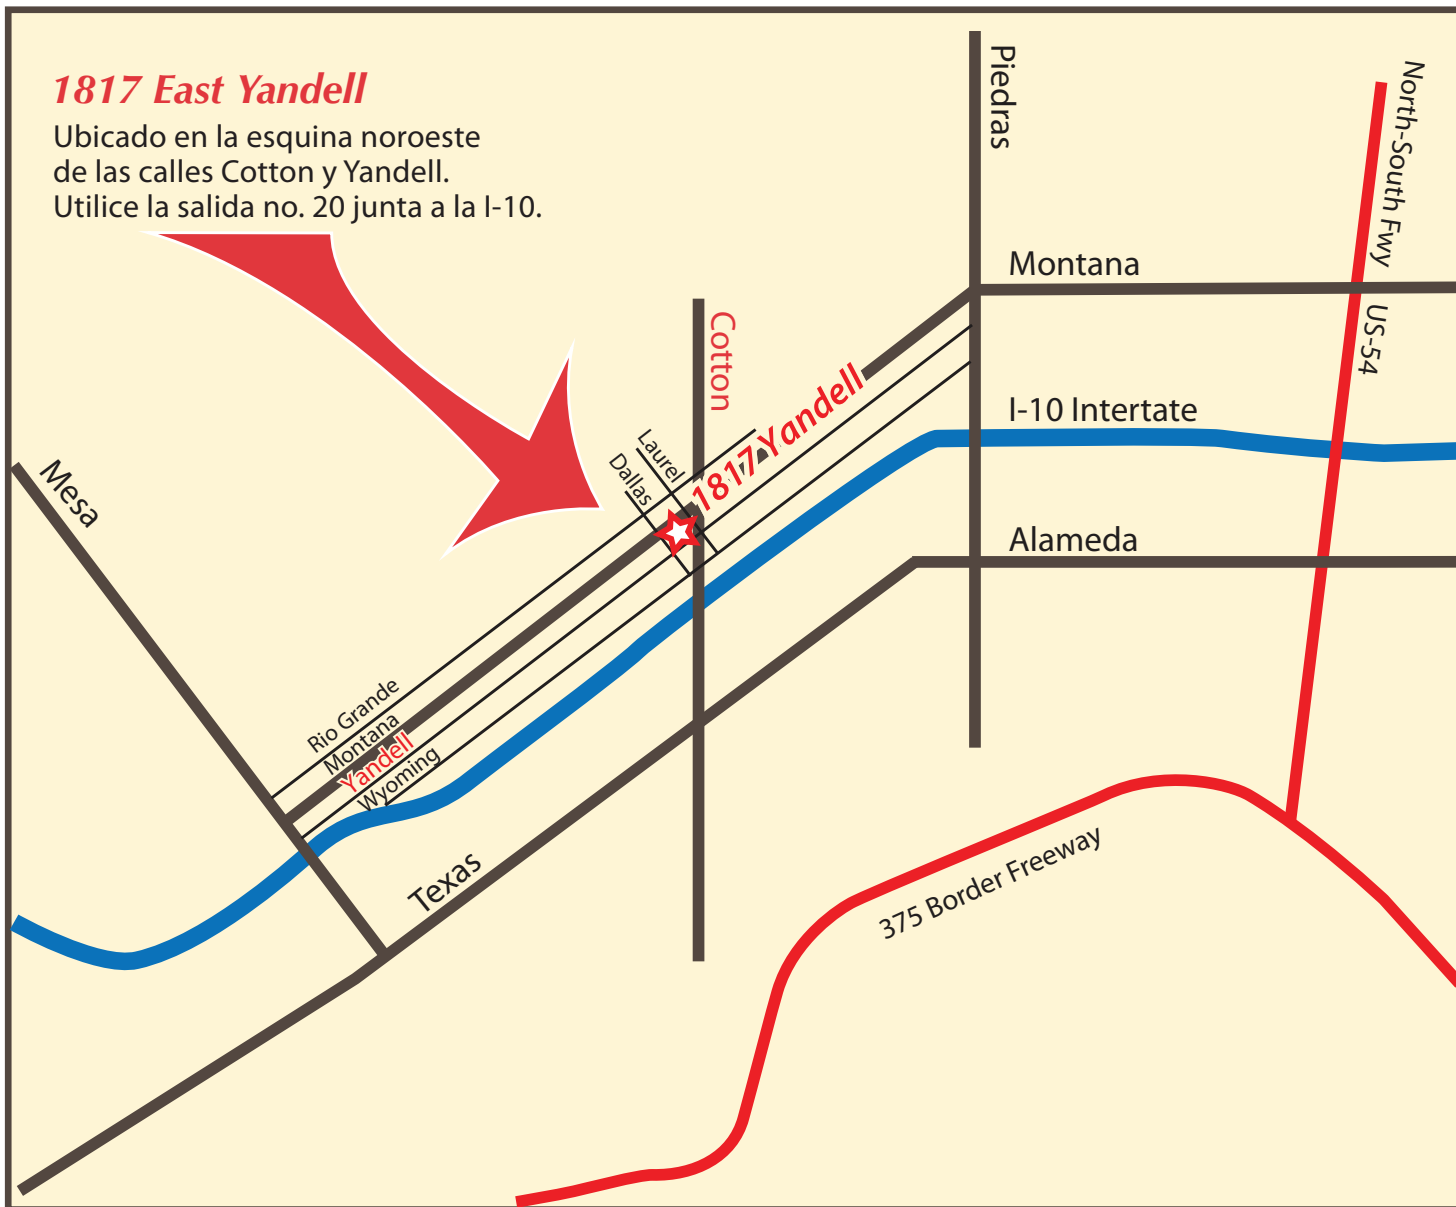 1817 East Yandell
Ubicado en la esquina noroeste
de las calles Cotton y Yandell.
Utilice la salida no. 20 junta a la I-10.
Piedras
North-South Fwy
US-54
Montana
Cotton
1817 Yandell
I-10 Intertate
Laurel
Dallas
Mesa
Alameda
Rio Grande
Montana
Yandell
Wyoming
Texas
375 Border Freeway